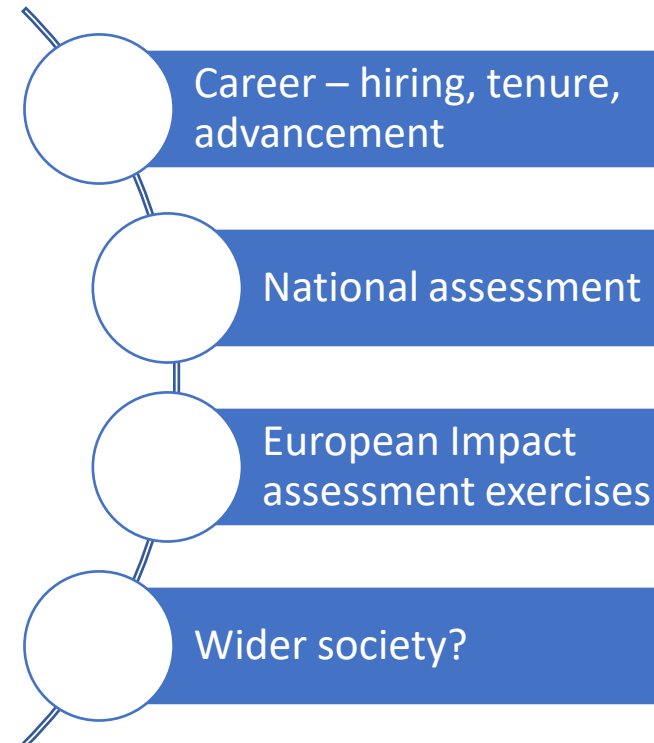 Career – hiring, tenure,
advancement
National assessment
European Impact
assessment exercises
Wider society?